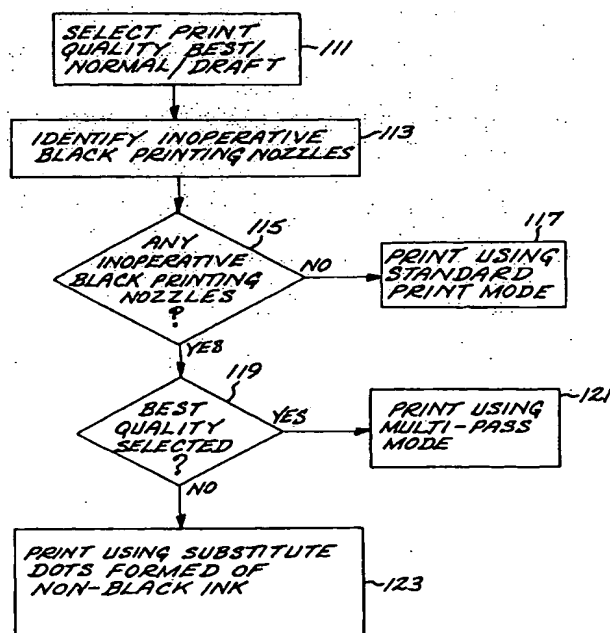 SELECT PRINT
QUALITY BEST/
NORMAL/DRAFT
111
IDENTIFY INOPERATIVE
BLACK PRINTING NOZZLES
113
115
ANY
INOPERATIVE
BLACK PRINTING
NOZZLES
?
NO
117
PRINT USING
STANDARD
PRINT MODE
YES
119
BEST
QUALITY
SELECTED
?
YES
121
PRINT USING
MULTI-PASS
MODE
NO
PRINT USING SUBSTITUTE
DOTS FORMED OF
NON-BLACK INK
123